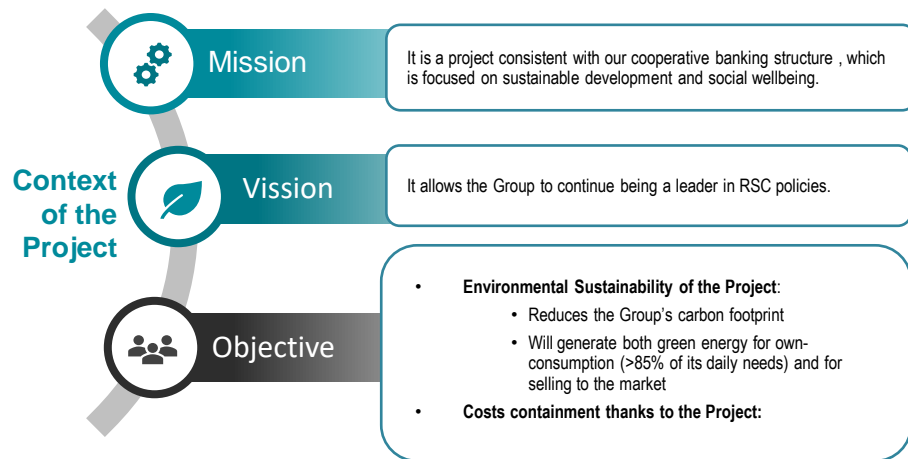 Context
of the
Project
Mission
It is a project consistent with our cooperative banking structure , which
is focused on sustainable development and social wellbeing.
Vission
It allows the Group to continue being a leader in RSC policies.
Objective
• Environmental Sustainability of the Project:
• Reduces the Group’s carbon footprint
• Will generate both green energy for own-
consumption (>85% of its daily needs) and for
selling to the market
• Costs containment thanks to the Project: